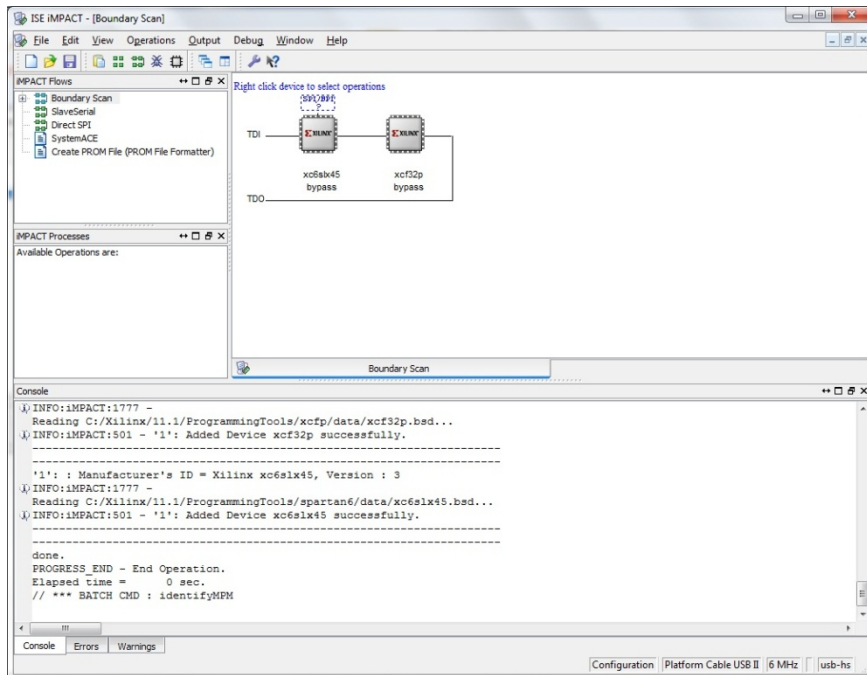 ISE iMPACT - [Boundary Scan]
File Edit View Operations Output Debug Window Help
iMPACT Flows
Boundary Scan
SlaveSerial
Direct SPI
SystemACE
Create PROM File (PROM File Formatter)
iMPACT Processes
Available Operations are:
Right click device to select operations
SPI/BPI
?
TDI
XILINX XILINX
xc6slx45 xcf32p
bypass bypass
TDO
Boundary Scan
Console
INFO:iMPACT:1777 -
Reading C:/Xilinx/11.1/ProgrammingTools/xcfp/data/xcf32p.bsd...
INFO:iMPACT:501 - '1': Added Device xcf32p successfully.
----------------------------------------------------------------------
----------------------------------------------------------------------
'1': : Manufacturer's ID = Xilinx xc6slx45, Version : 3
INFO:iMPACT:1777 -
Reading C:/Xilinx/11.1/ProgrammingTools/spartan6/data/xc6slx45.bsd...
INFO:iMPACT:501 - '1': Added Device xc6slx45 successfully.
----------------------------------------------------------------------
----------------------------------------------------------------------
done.
PROGRESS_END - End Operation.
Elapsed time = 0 sec.
// *** BATCH CMD : identifyMPM
Console Errors Warnings
Configuration Platform Cable USB II 6 MHz usb-hs